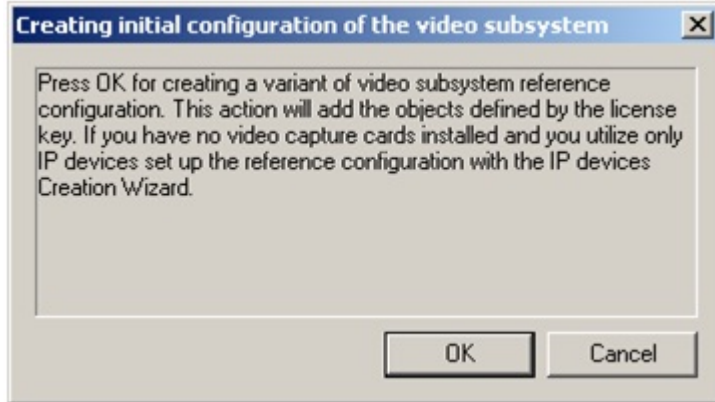 Creating initial configuration of the video subsystem
Press OK for creating a variant of video subsystem reference
configuration. This action will add the objects defined by the license
key. If you have no video capture cards installed and you utilize only
IP devices set up the reference configuration with the IP devices
Creation Wizard.
OK
Cancel